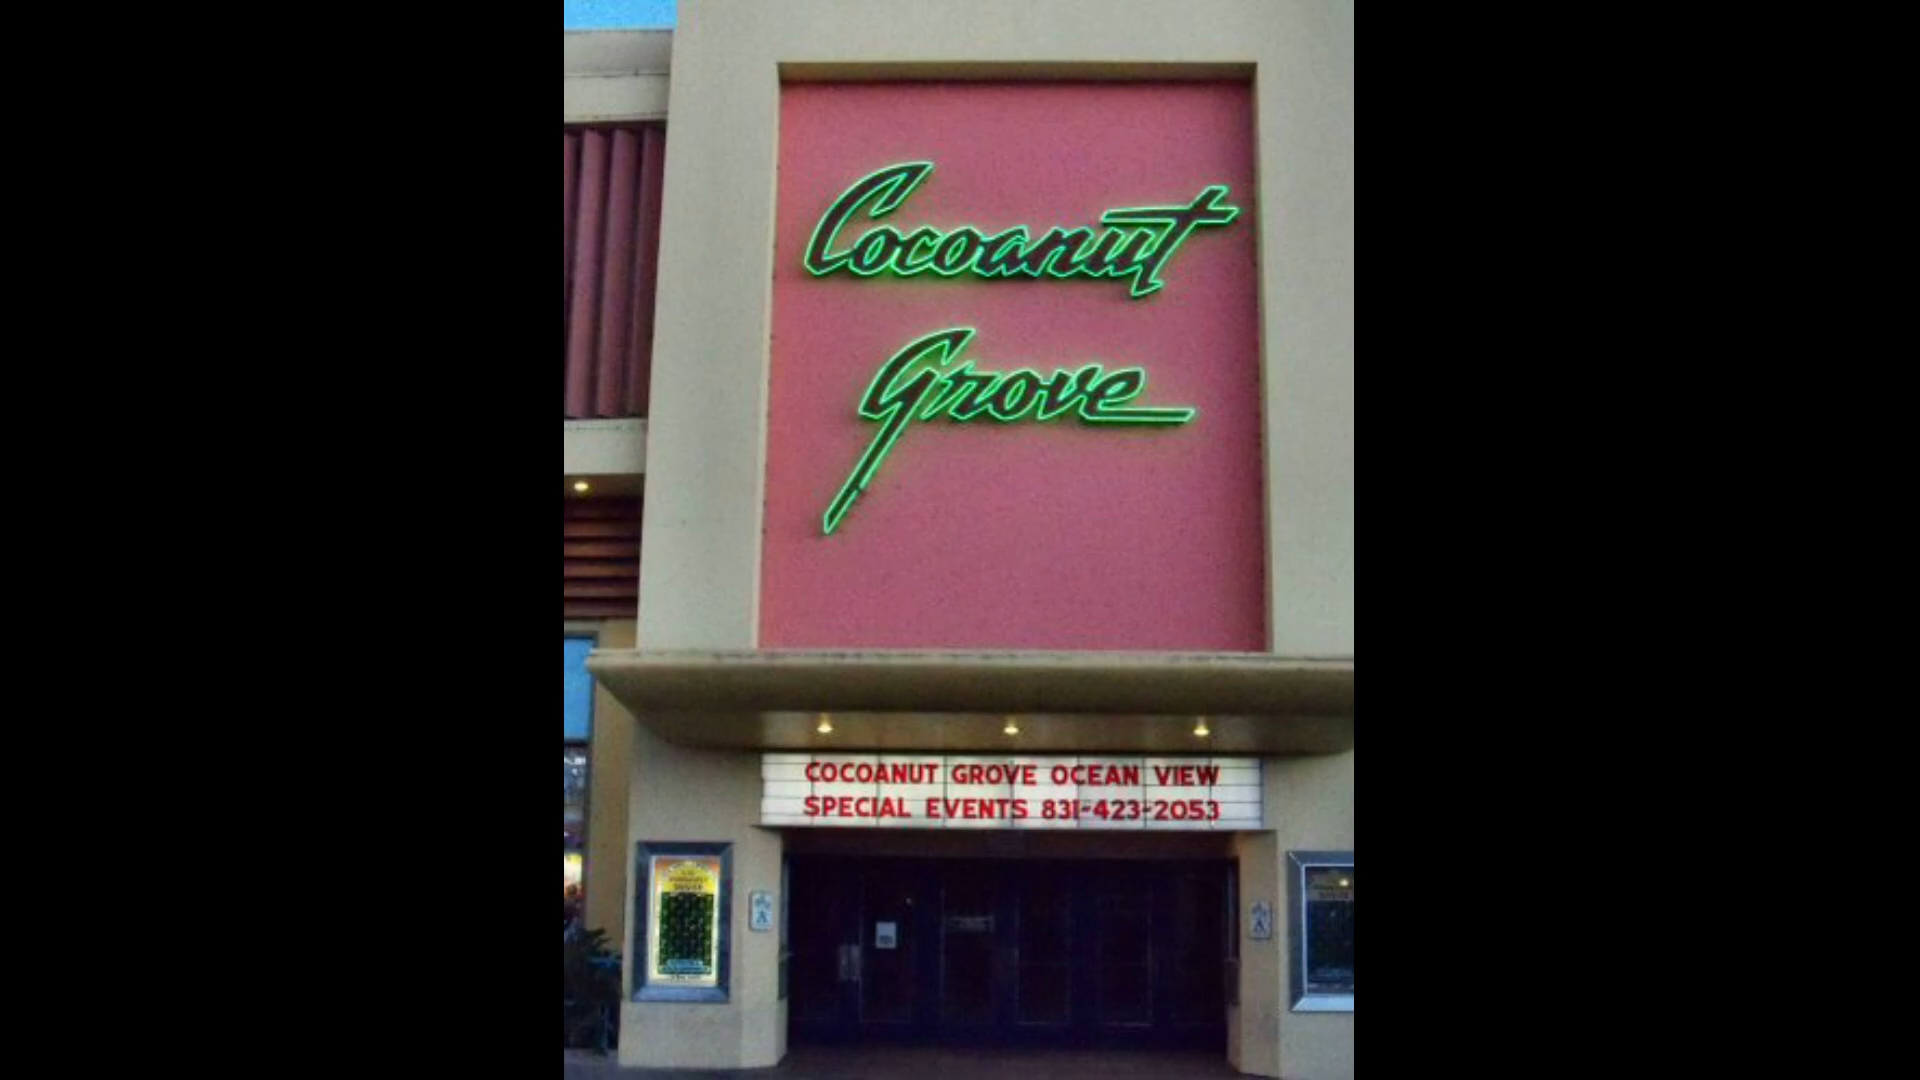 Cocoanut
Grove
COCOANUT GROVE OCEAN VIEW
SPECIAL EVENTS 831-423-2053